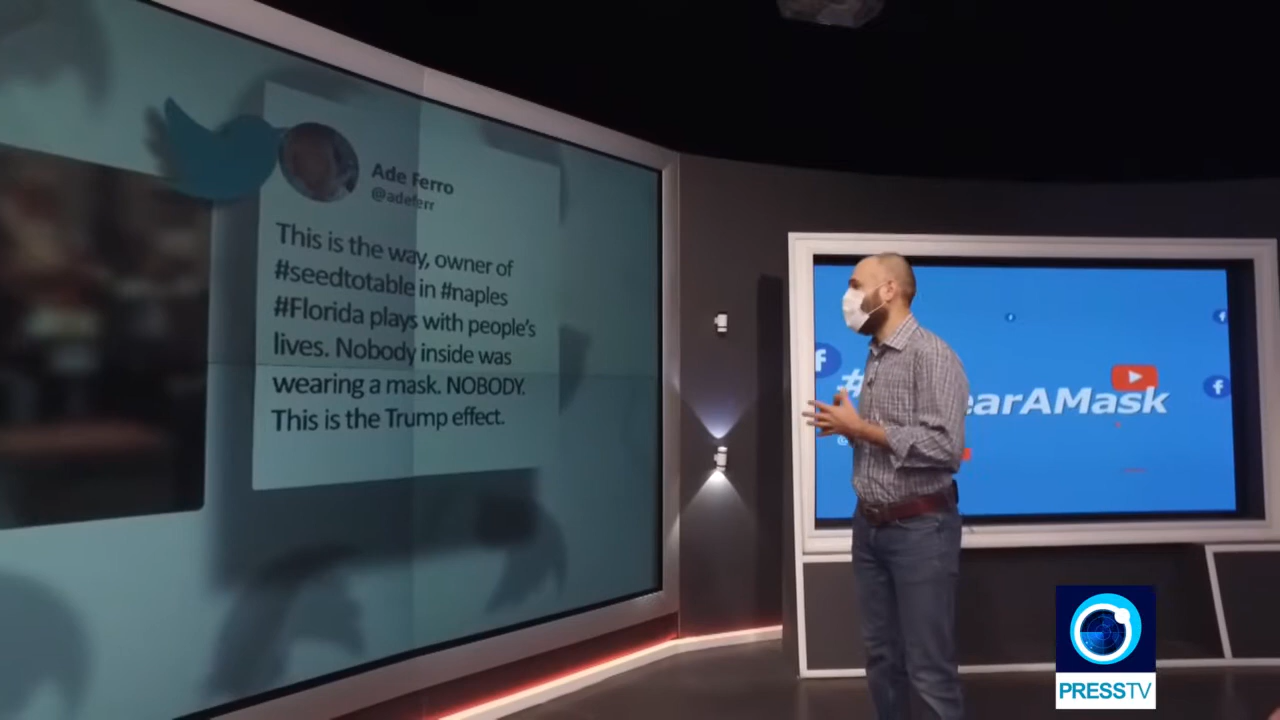 Ade Ferro
@adeferr
This is the way, owner of
#seedtotable in #naples
#Florida plays with people's
lives. Nobody inside was
wearing a mask. NOBODY.
This is the Trump effect.
#
earAMask
PRESSTV